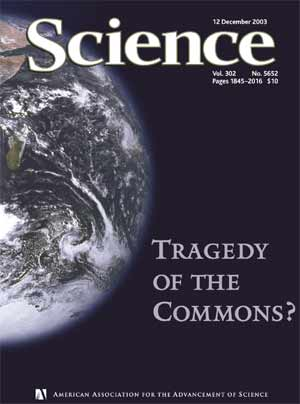 12 December 2003
Science
Vol. 302 No. 5652
Pages 1845–2016 $10
TRAGEDY
OF THE
COMMONS?
AMERICAN ASSOCIATION FOR THE ADVANCEMENT OF SCIENCE